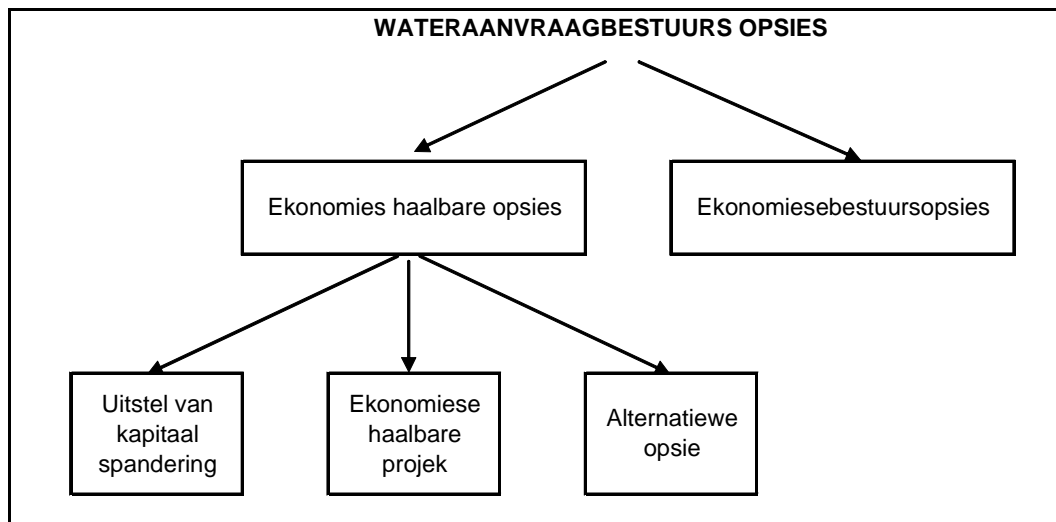 WATERAANVRAAGBESTUURS OPSIES
Ekonomies haalbare opsies
Ekonomiesebestuursopsies
Uitstel van
kapitaal
spandering
Ekonomiese
haalbare
projek
Alternatiewe
opsie